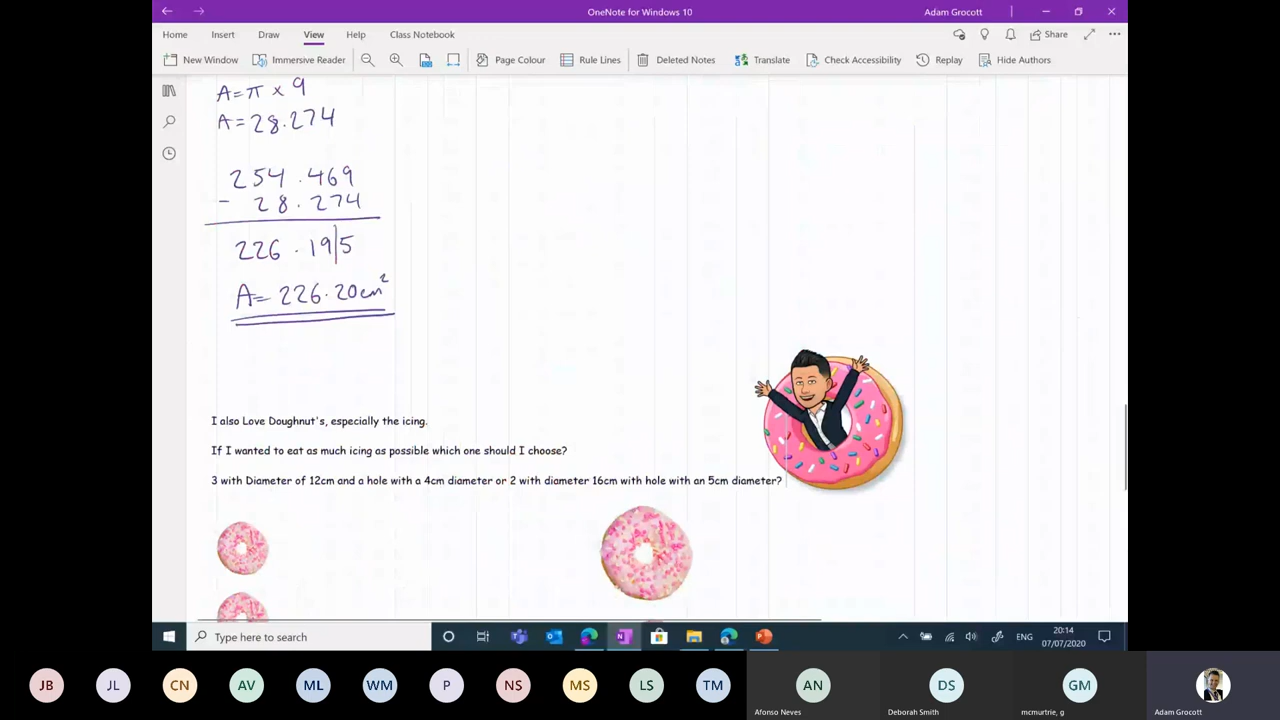 OneNote for Windows 10
Adam Grocott
Home Insert Draw View Help Class Notebook
Share
New Window Immersive Reader Page Colour Rule Lines Deleted Notes Translate Check Accessibility Replay Hide Authors
A=π x 9
A=28.274
254.469
- 28.274
226.195
A=226.20cm²
I also Love Doughnut's, especially the icing.
If I wanted to eat as much icing as possible which one should I choose?
3 with Diameter of 12cm and a hole with a 4cm diameter or 2 with diameter 16cm with hole with an 5cm diameter?
Type here to search
ENG
20:14
07/07/2020
JB JL CN AV ML WM P NS MS LS TM AN DS GM
Afonso Neves Deborah Smith mcmurtrie, g Adam Grocott